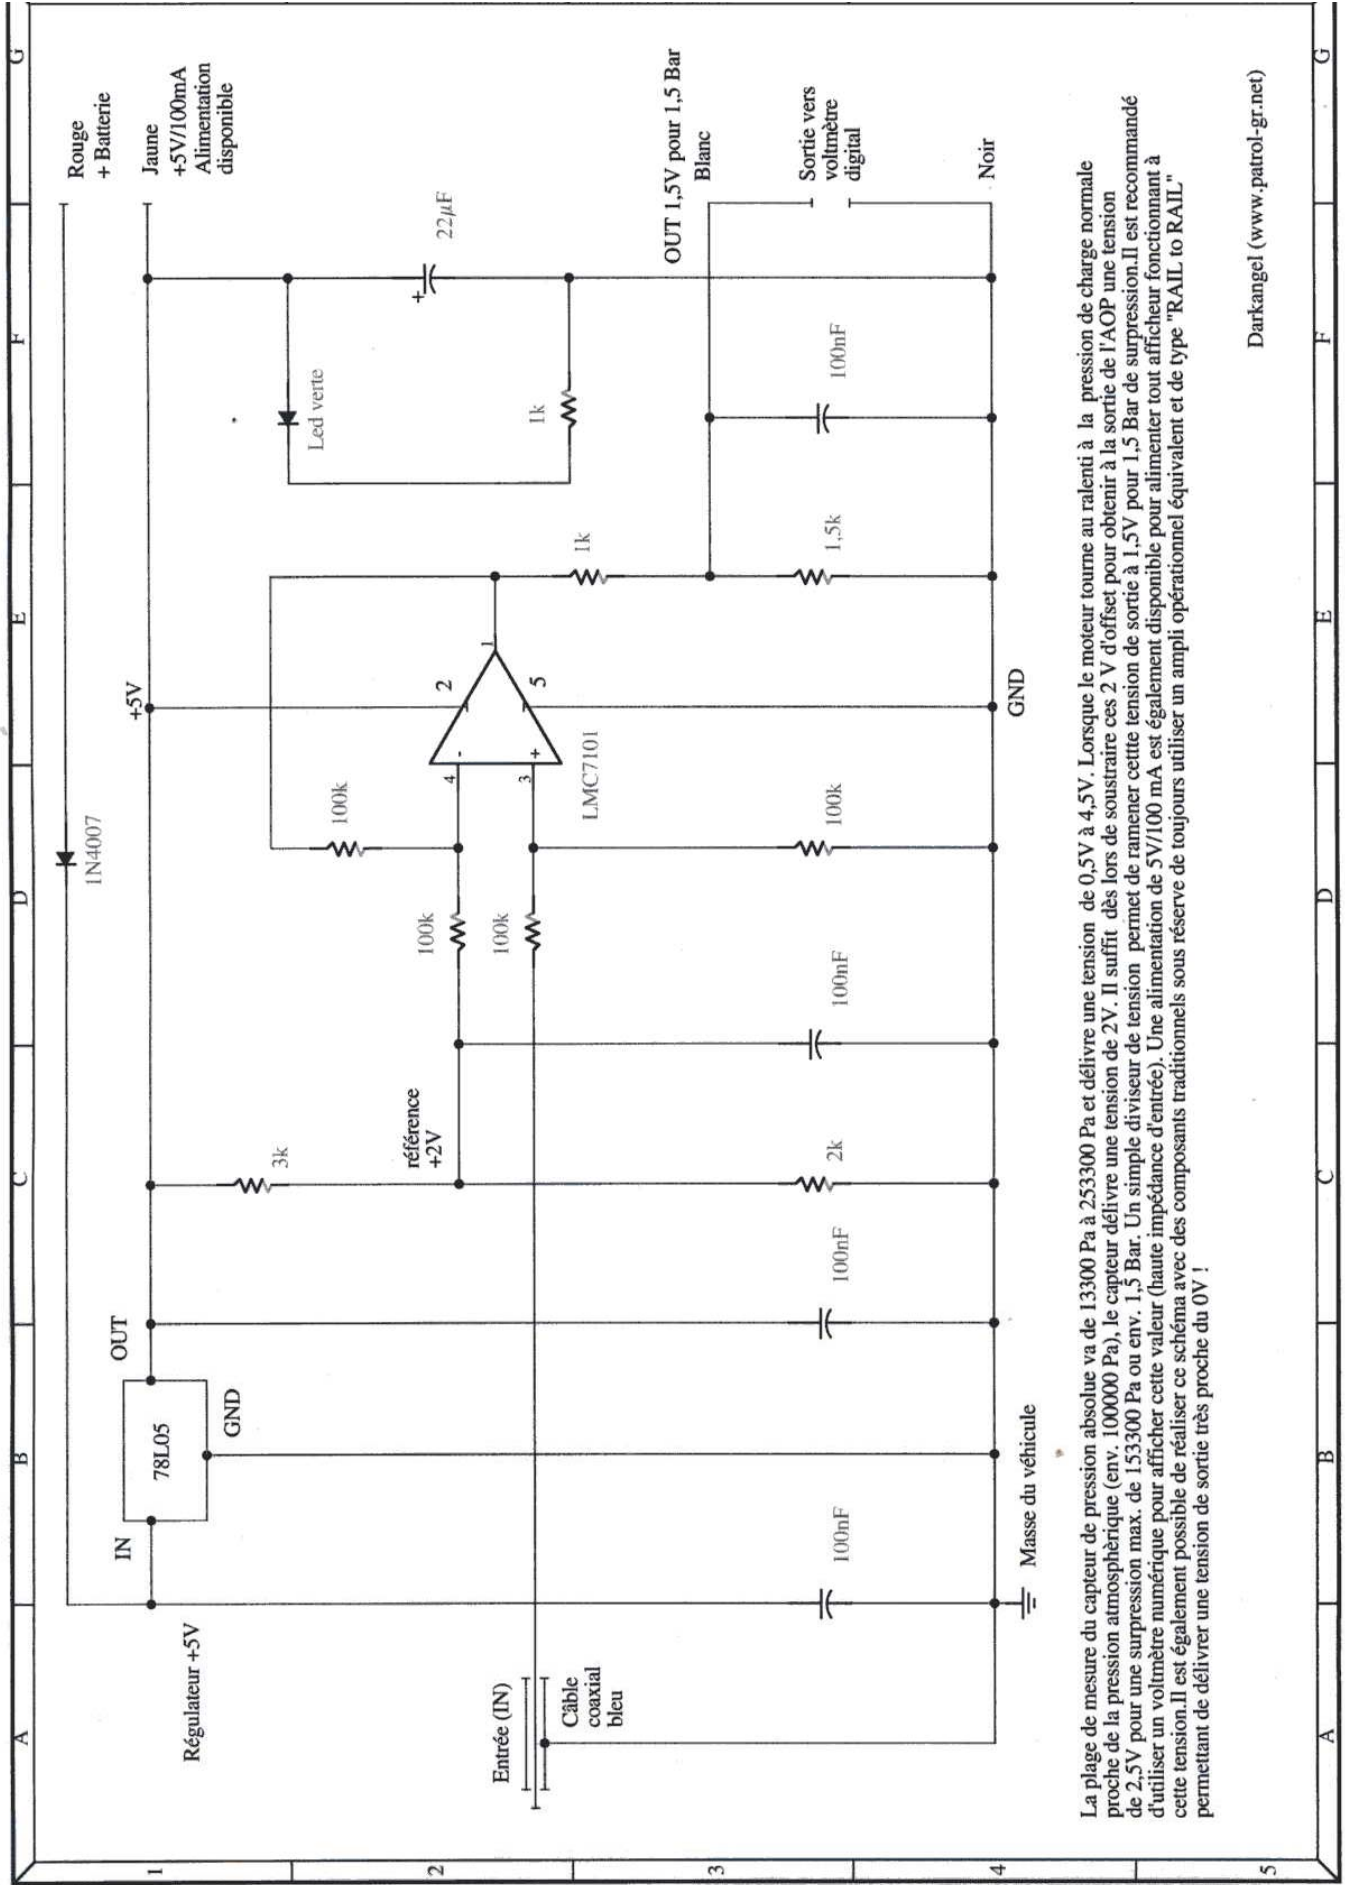 A
B
C
D
E
F
G
1
2
3
4
5
Rouge
+ Batterie
1N4007
Jaune
+5V/100mA
Alimentation
disponible
Régulateur +5V
IN
78L05
OUT
GND
+5V
3k
Led verte
100k
référence
+2V
22µF
+
100k
100k
4
-
3
+
2
5
1
LMC7101
1k
1k
OUT 1,5V pour 1,5 Bar
Blanc
Entrée (IN)
Câble
coaxial
bleu
100nF
100nF
2k
100nF
100k
1,5k
100nF
Sortie vers
voltmètre
digital
Masse du véhicule
GND
Noir
La plage de mesure du capteur de pression absolue va de 13300 Pa à 253300 Pa et délivre une tension de 0,5V à 4,5V. Lorsque le moteur tourne au ralenti à la pression de charge normale
proche de la pression atmosphèrique (env. 100000 Pa), le capteur délivre une tension de 2V. Il suffit dès lors de soustraire ces 2 V d'offset pour obtenir à la sortie de l'AOP une tension
de 2,5V pour une surpression max. de 153300 Pa ou env. 1,5 Bar. Un simple diviseur de tension permet de ramener cettte tension de sortie à 1,5V pour 1,5 Bar de surpression.Il est recommandé
d'utiliser un voltmètre numérique pour afficher cette valeur (haute impédance d'entrée). Une alimentation de 5V/100 mA est également disponible pour alimenter tout afficheur fonctionnant à
cette tension.Il est également possible de réaliser ce schéma avec des composants traditionnels sous réserve de toujours utiliser un ampli opérationnel équivalent et de type "RAIL to RAIL"
permettant de délivrer une tension de sortie très proche du 0V !
Darkangel (www.patrol-gr.net)
A
B
C
D
E
F
G